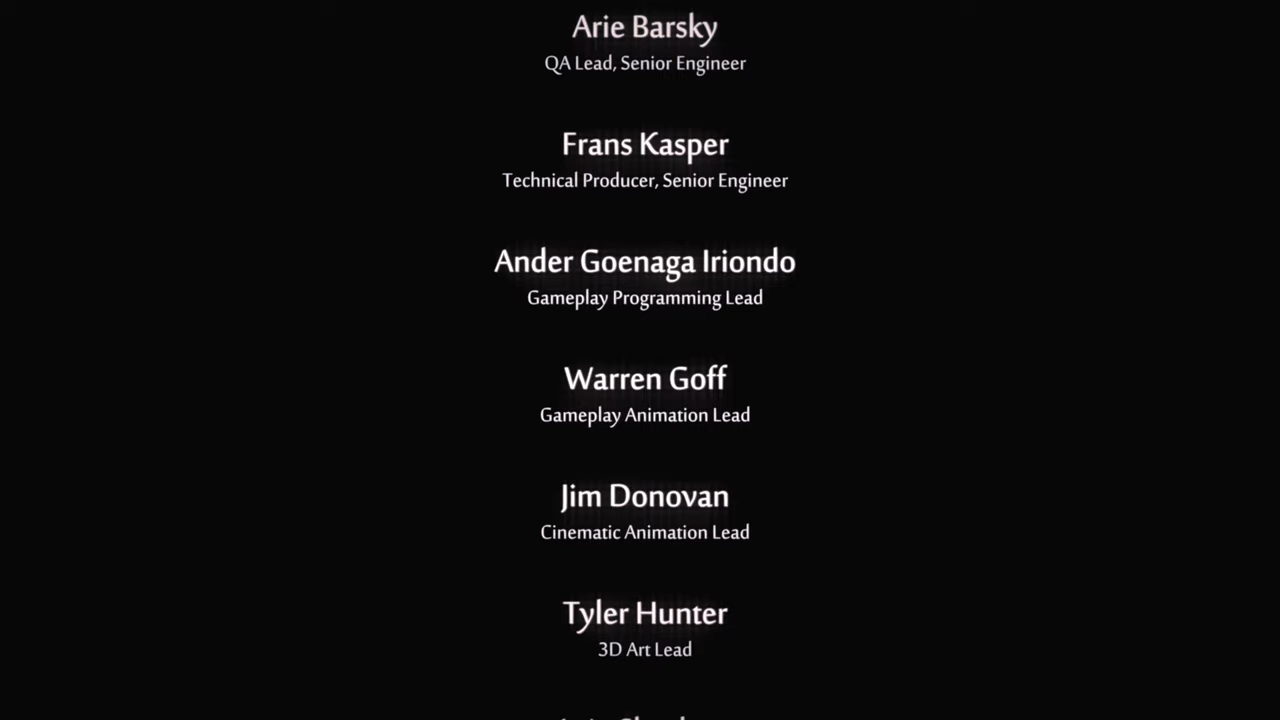 Arie Barsky
QA Lead, Senior Engineer
Frans Kasper
Technical Producer, Senior Engineer
Ander Goenaga Iriondo
Gameplay Programming Lead
Warren Goff
Gameplay Animation Lead
Jim Donovan
Cinematic Animation Lead
Tyler Hunter
3D Art Lead